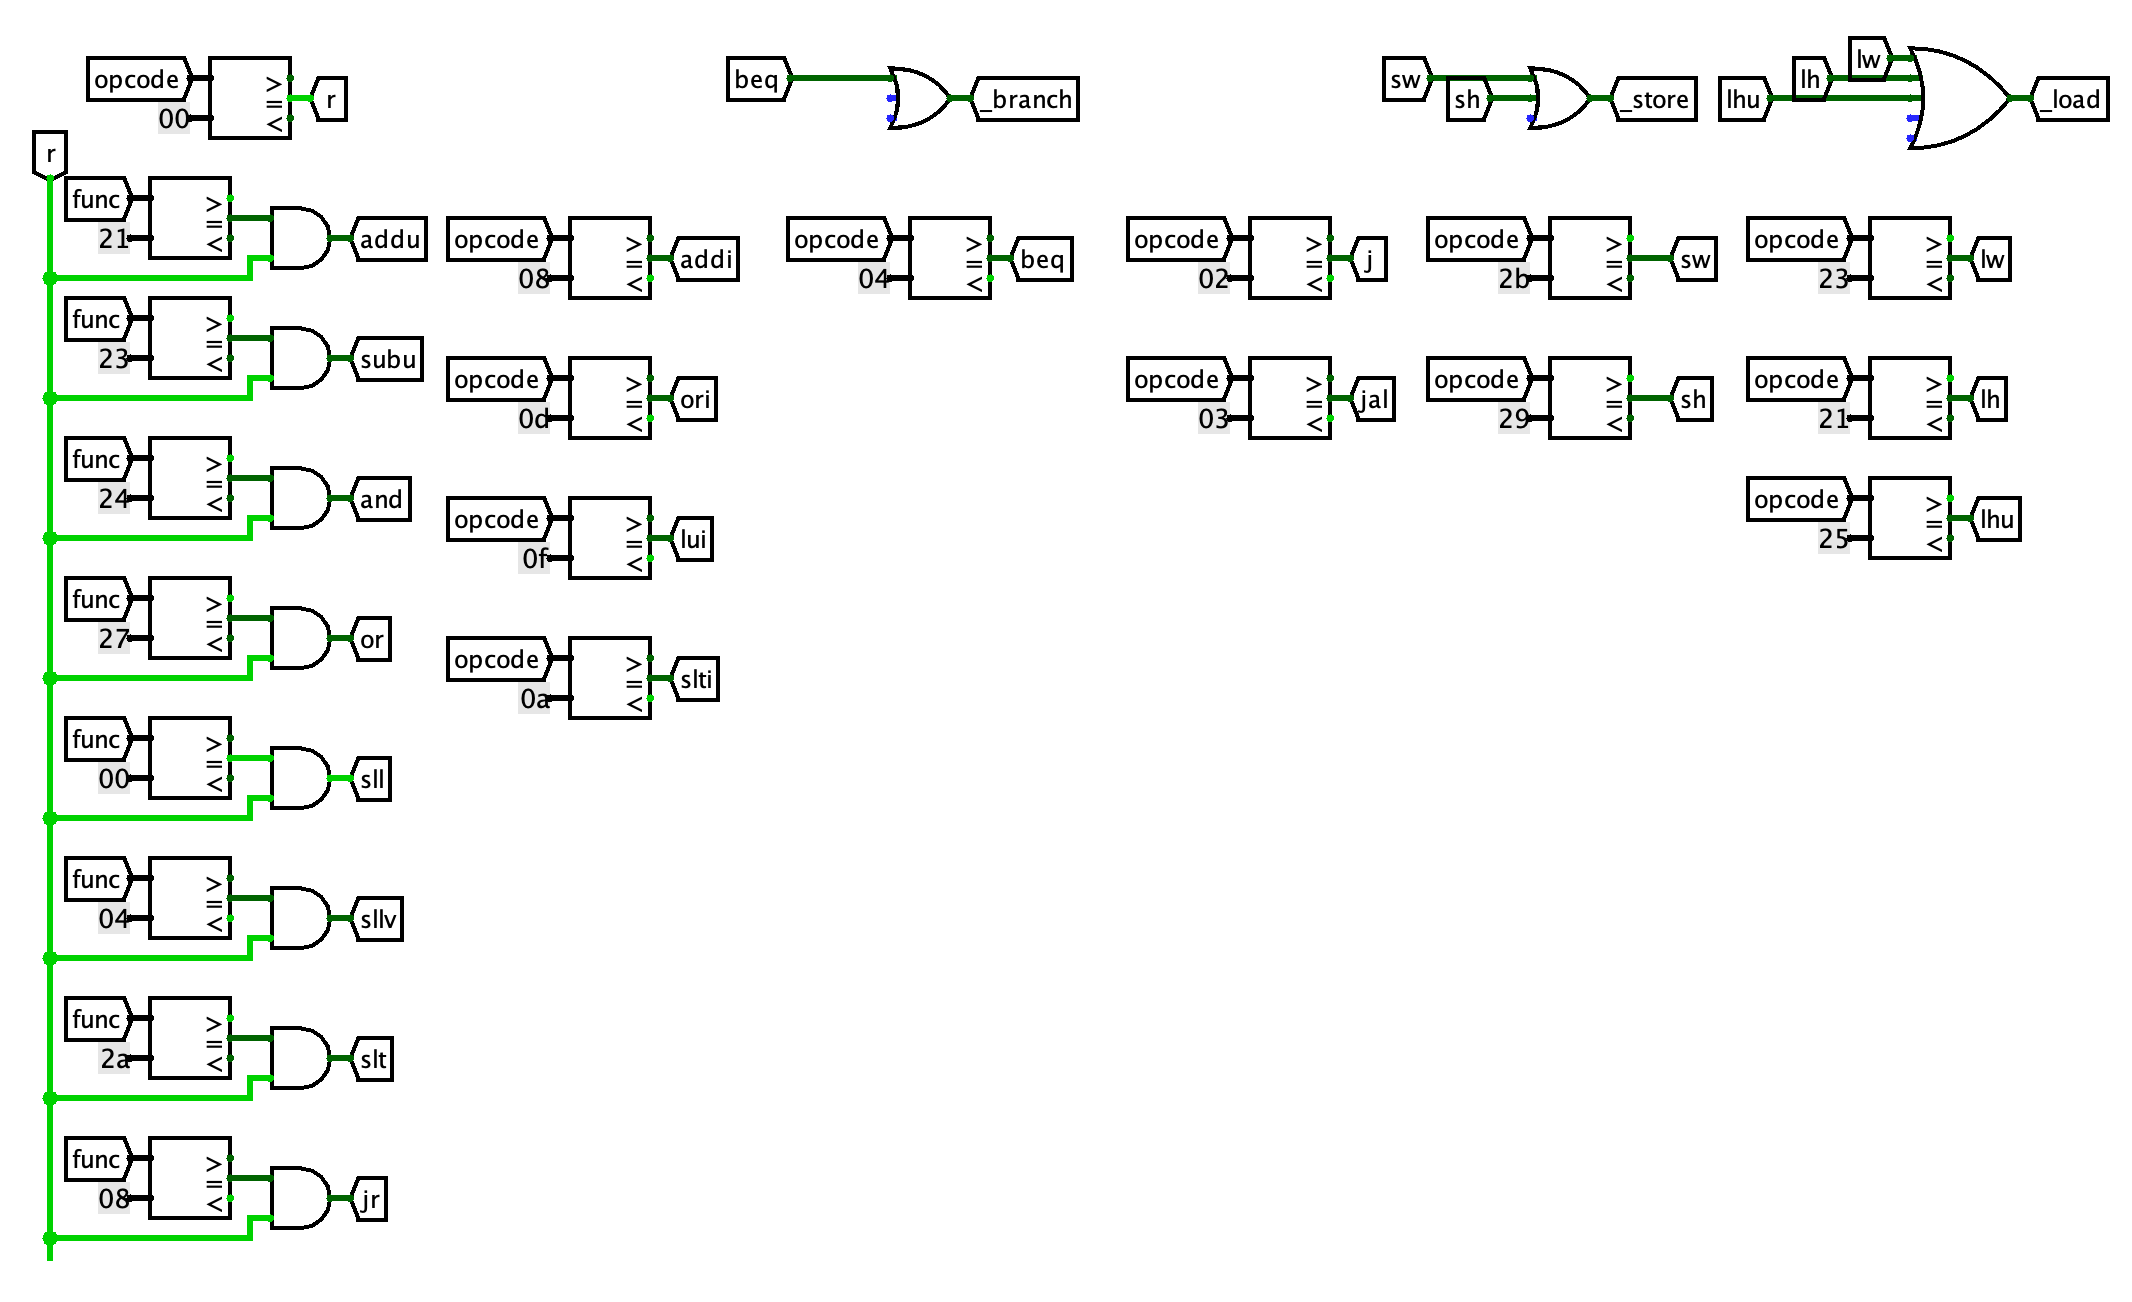 opcode
00
>
=
<
r
beq
_branch
sw
sh
_store
lhu
lh
lw
_load
r
func
21
>
=
<
addu
opcode
08
>
=
<
addi
opcode
04
>
=
<
beq
opcode
02
>
=
<
j
opcode
2b
>
=
<
sw
opcode
23
>
=
<
lw
func
23
>
=
<
subu
opcode
0d
>
=
<
ori
opcode
03
>
=
<
jal
opcode
29
>
=
<
sh
opcode
21
>
=
<
lh
func
24
>
=
<
and
opcode
0f
>
=
<
lui
opcode
25
>
=
<
lhu
func
27
>
=
<
or
opcode
0a
>
=
<
slti
func
00
>
=
<
sll
func
04
>
=
<
sllv
func
2a
>
=
<
slt
func
08
>
=
<
jr